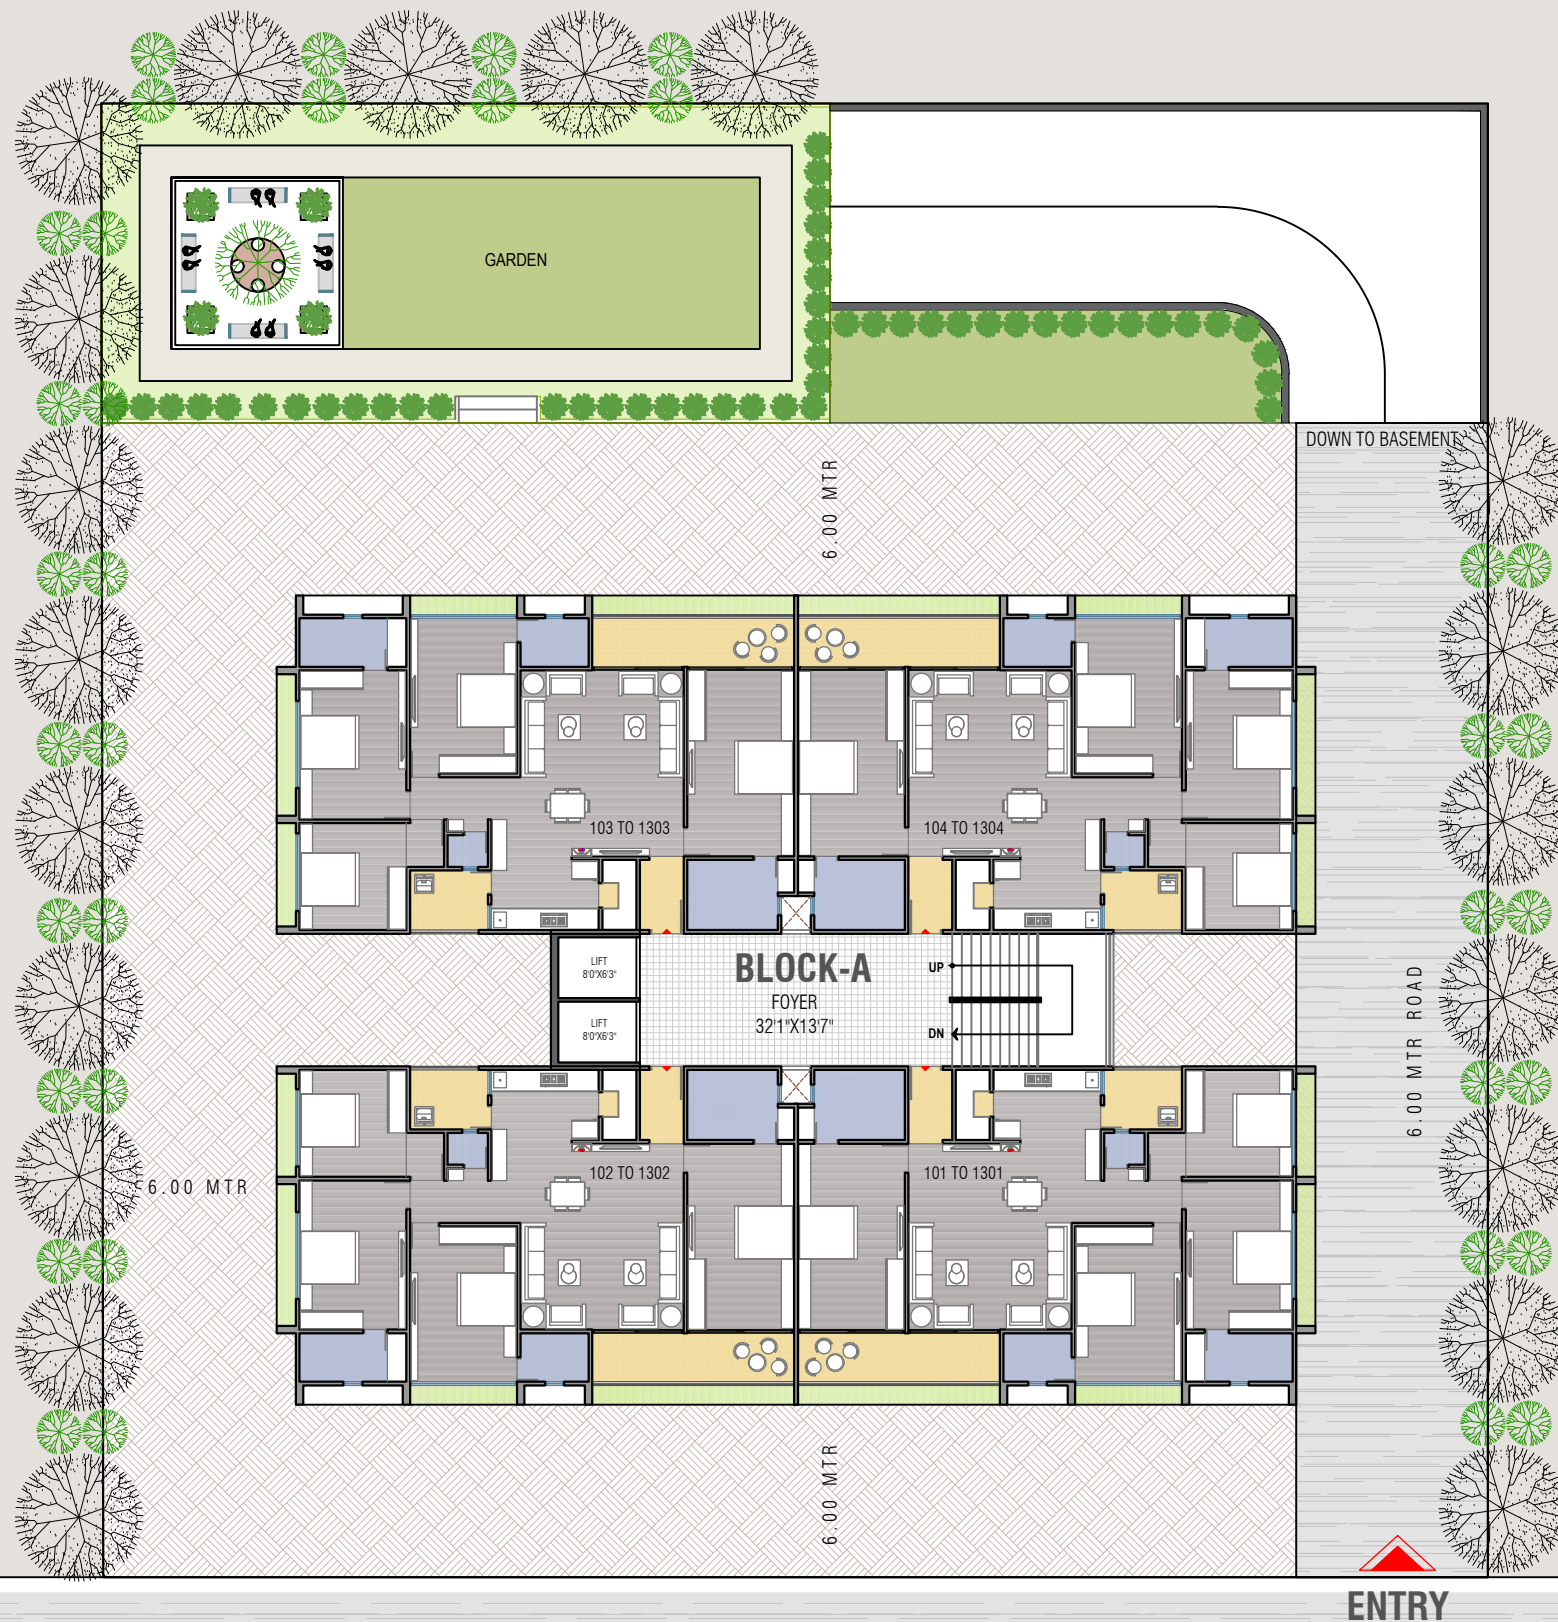 GARDEN
DOWN TO BASEMENT
6.00 MTR
103 TO 1303
104 TO 1304
LIFT
8'0"X6'3"
BLOCK-A
FOYER
32'1"X13'7"
UP
DN
LIFT
8'0"X6'3"
6.00 MTR ROAD
102 TO 1302
101 TO 1301
6.00 MTR
6.00 MTR
ENTRY